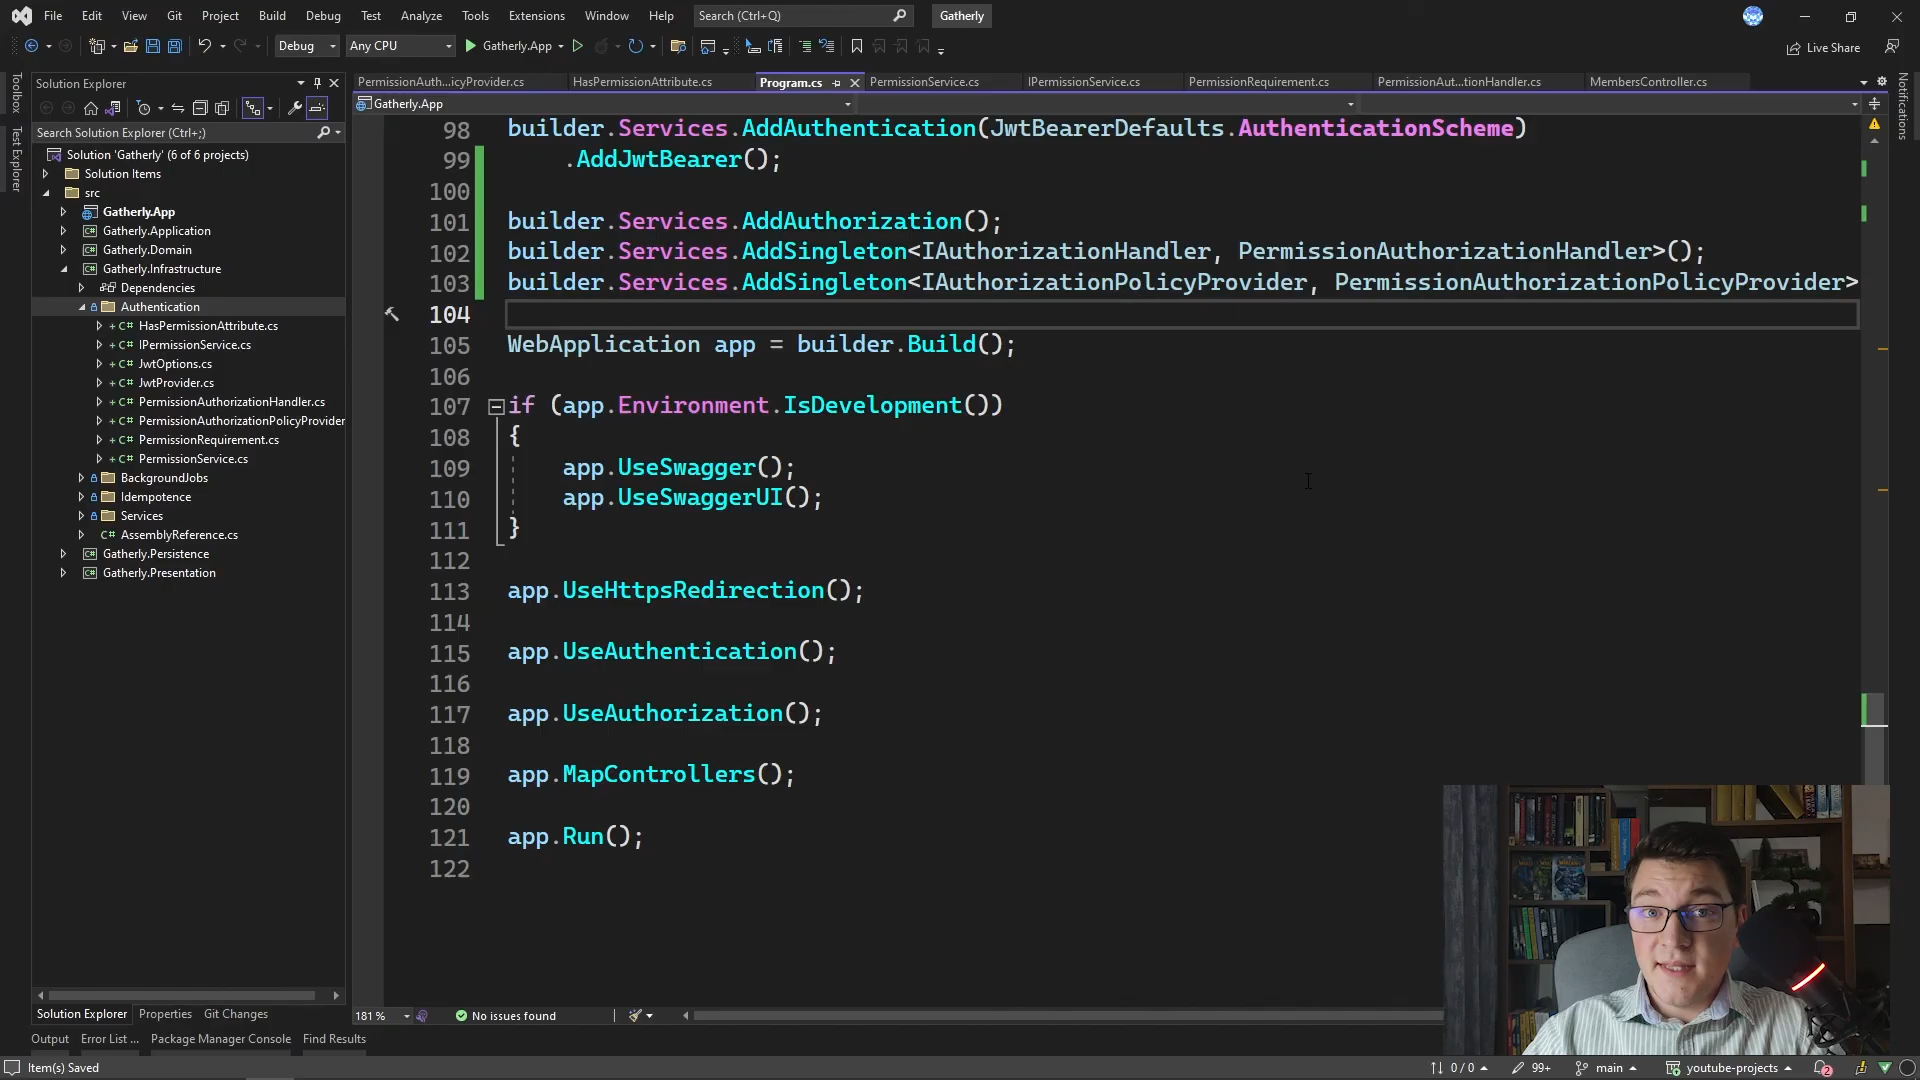 File Edit View Git Project Build Debug Test Analyze Tools Extensions Window Help Search (Ctrl+Q) Gatherly
Debug Any CPU Gatherly.App Live Share
Toolbox
Test Explorer
Solution Explorer
Search Solution Explorer (Ctrl+;)
Solution 'Gatherly' (6 of 6 projects)
Solution Items
src
Gatherly.App
Gatherly.Application
Gatherly.Domain
Gatherly.Infrastructure
Dependencies
Authentication
+ C# HasPermissionAttribute.cs
+ C# IPermissionService.cs
+ C# JwtOptions.cs
+ C# JwtProvider.cs
+ C# PermissionAuthorizationHandler.cs
+ C# PermissionAuthorizationPolicyProvider
+ C# PermissionRequirement.cs
+ C# PermissionService.cs
BackgroundJobs
Idempotence
Services
C# AssemblyReference.cs
Gatherly.Persistence
Gatherly.Presentation
Solution Explorer Properties Git Changes
PermissionAuth...icyProvider.cs HasPermissionAttribute.cs Program.cs PermissionService.cs IPermissionService.cs PermissionRequirement.cs PermissionAut...tionHandler.cs MembersController.cs
Gatherly.App
98 builder.Services.AddAuthentication(JwtBearerDefaults.AuthenticationScheme)
99 .AddJwtBearer();
100
101 builder.Services.AddAuthorization();
102 builder.Services.AddSingleton<IAuthorizationHandler, PermissionAuthorizationHandler>();
103 builder.Services.AddSingleton<IAuthorizationPolicyProvider, PermissionAuthorizationPolicyProvider>
104
105 WebApplication app = builder.Build();
106
107 if (app.Environment.IsDevelopment())
108 {
109 app.UseSwagger();
110 app.UseSwaggerUI();
111 }
112
113 app.UseHttpsRedirection();
114
115 app.UseAuthentication();
116
117 app.UseAuthorization();
118
119 app.MapControllers();
120
121 app.Run();
122
Notifications
181 % No issues found
Output Error List ... Package Manager Console Find Results
Item(s) Saved 0 / 0 99+ main youtube-projects 2